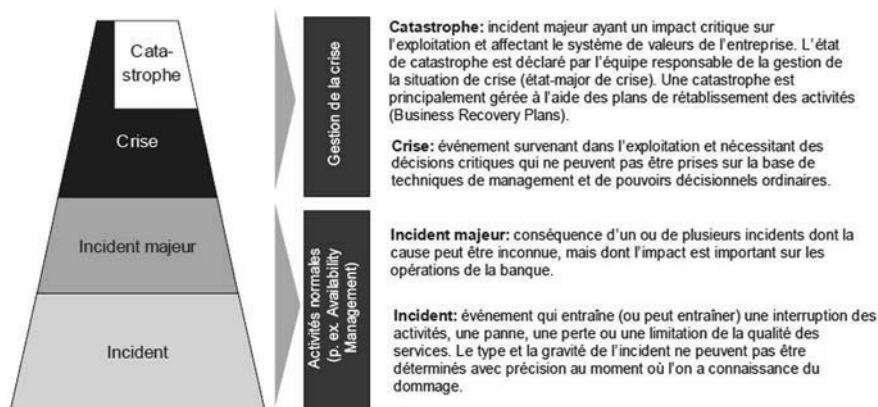 Cata-
strophe
Crise
Incident majeur
Incident
Gestion de la crise
Activités normales
(p. ex. Availability
Management)
Catastrophe: incident majeur ayant un impact critique sur
l'exploitation et affectant le système de valeurs de l'entreprise. L'état
de catastrophe est déclaré par l'équipe responsable de la gestion de
la situation de crise (état-major de crise). Une catastrophe est
principalement gérée à l'aide des plans de rétablissement des activités
(Business Recovery Plans).
Crise: événement survenant dans l'exploitation et nécessitant des
décisions critiques qui ne peuvent pas être prises sur la base de
techniques de management et de pouvoirs décisionnels ordinaires.
Incident majeur: conséquence d'un ou de plusieurs incidents dont la
cause peut être inconnue, mais dont l'impact est important sur les
opérations de la banque.
Incident: événement qui entraîne (ou peut entraîner) une interruption des
activités, une panne, une perte ou une limitation de la qualité des
services. Le type et la gravité de l'incident ne peuvent pas être
déterminés avec précision au moment où l'on a connaissance du
dommage.